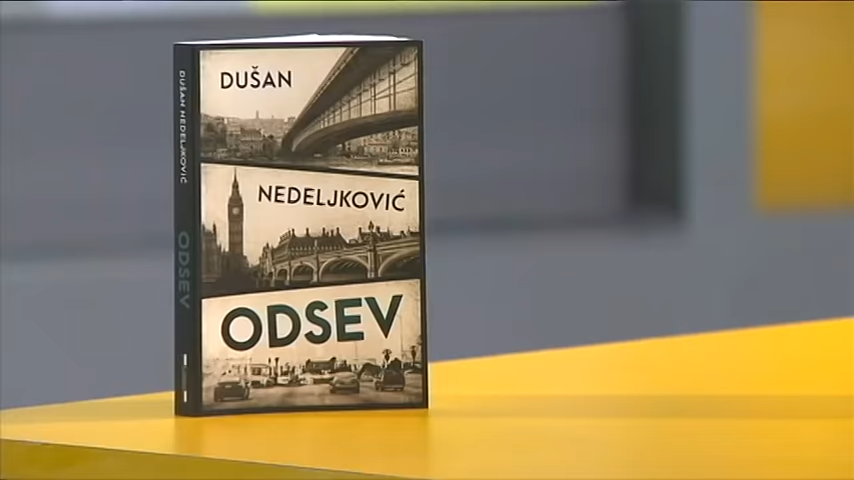 DUŠAN
NEDELJKOVIĆ
ODSEV
DUŠAN NEDELJKOVIĆ
ODSEV